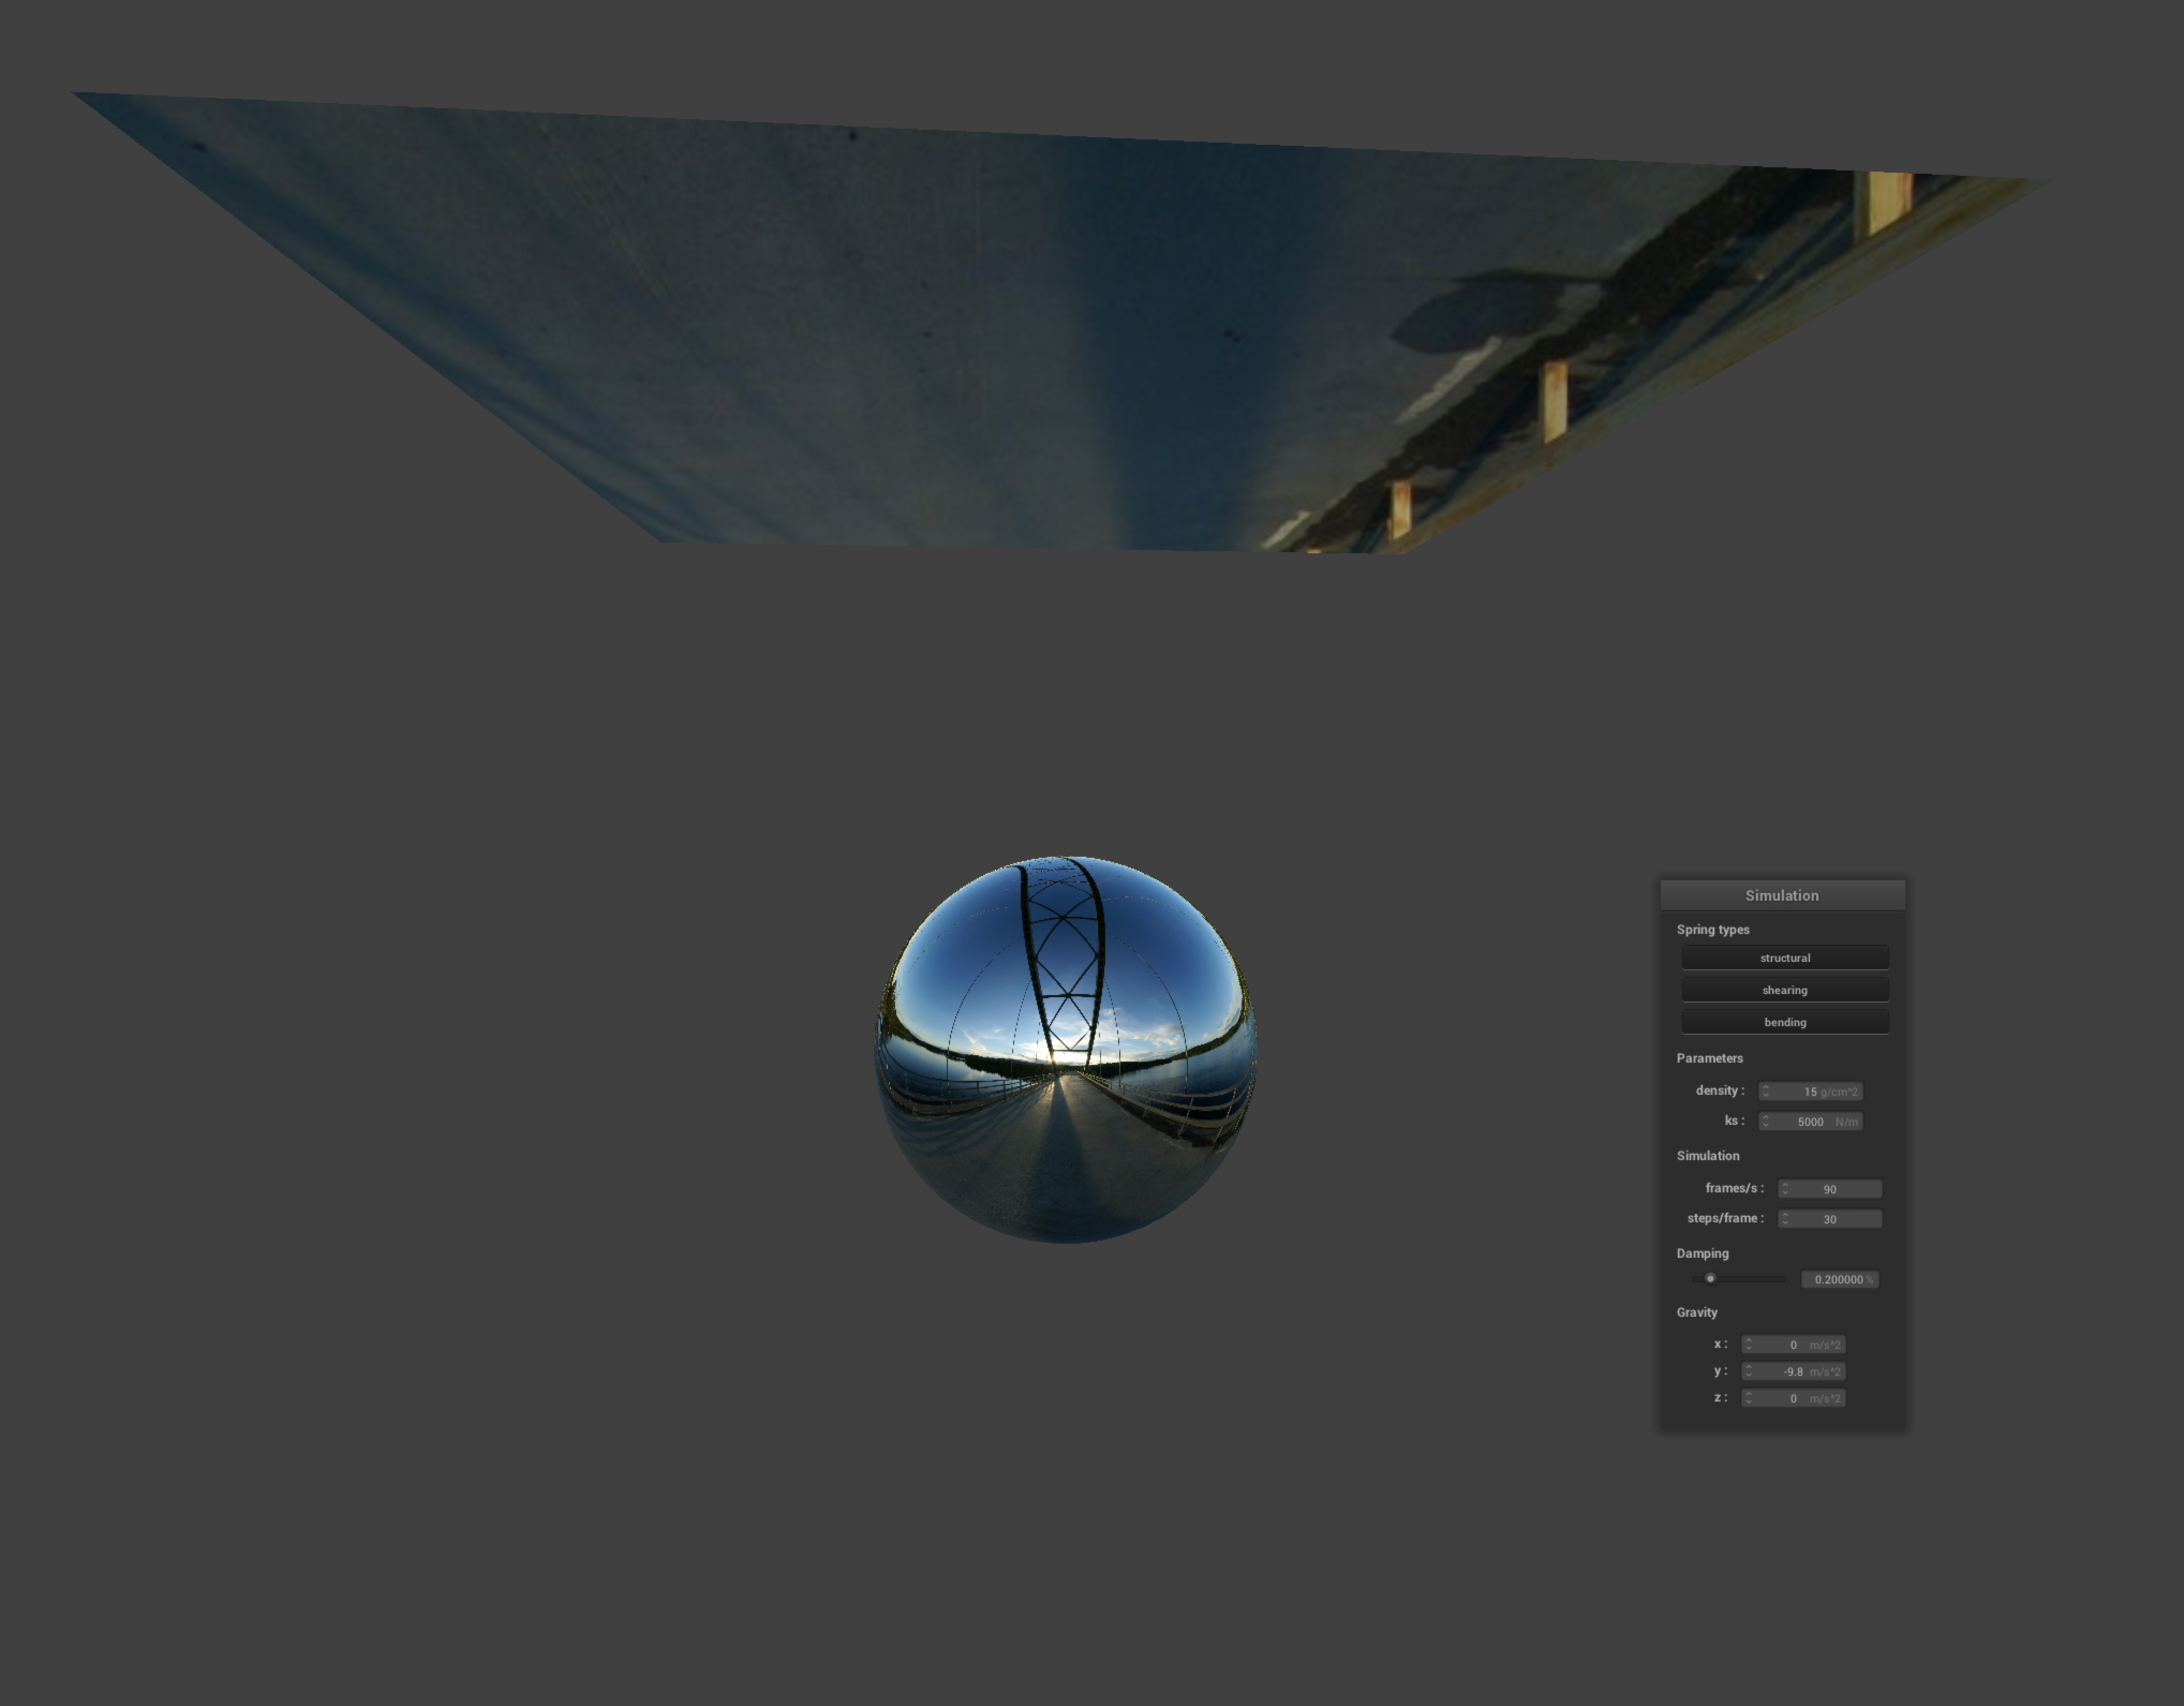 Simulation
Spring types
structural
shearing
bending
Parameters
density : 15 g/cm^2
ks : 5000 N/m
Simulation
frames/s : 90
steps/frame : 30
Damping
0.200000 %
Gravity
x : 0 m/s^2
y : -9.8 m/s^2
z : 0 m/s^2